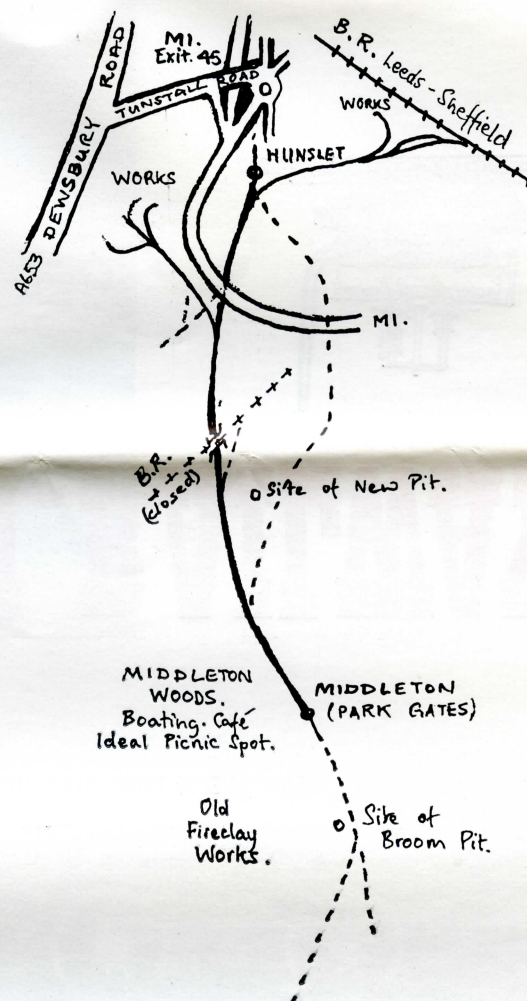 M1.
Exit. 45
B.R. Leeds-Sheffield
TUNSTALL ROAD
A653 DEWSBURY ROAD
WORKS
HUNSLET
WORKS
M1.
B.R.
(closed)
Site of New Pit.
MIDDLETON
WOODS.
Boating. Café
Ideal Picnic Spot.
MIDDLETON
(PARK GATES)
Old
Fireclay
Works.
Site of
Broom Pit.